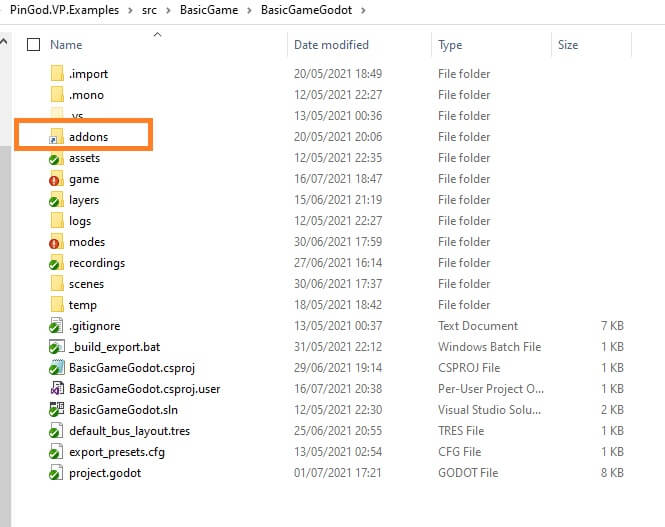 PinGod.VP.Examples › src › BasicGame › BasicGameGodot ›
Name Date modified Type Size
.import 20/05/2021 18:49 File folder
.mono 12/05/2021 22:27 File folder
.vs 13/05/2021 00:36 File folder
addons 20/05/2021 20:06 File folder
assets 12/05/2021 22:35 File folder
game 16/07/2021 18:47 File folder
layers 15/06/2021 21:19 File folder
logs 12/05/2021 22:27 File folder
modes 30/06/2021 17:59 File folder
recordings 27/06/2021 16:14 File folder
scenes 30/06/2021 17:37 File folder
temp 18/05/2021 18:42 File folder
.gitignore 13/05/2021 00:37 Text Document 7 KB
_build_export.bat 31/05/2021 22:12 Windows Batch File 1 KB
BasicGameGodot.csproj 29/06/2021 19:14 CSPROJ File 1 KB
BasicGameGodot.csproj.user 16/07/2021 20:38 Per-User Project O... 1 KB
BasicGameGodot.sln 12/05/2021 22:30 Visual Studio Solu... 2 KB
default_bus_layout.tres 25/06/2021 20:55 TRES File 1 KB
export_presets.cfg 13/05/2021 02:54 CFG File 1 KB
project.godot 01/07/2021 17:21 GODOT File 8 KB